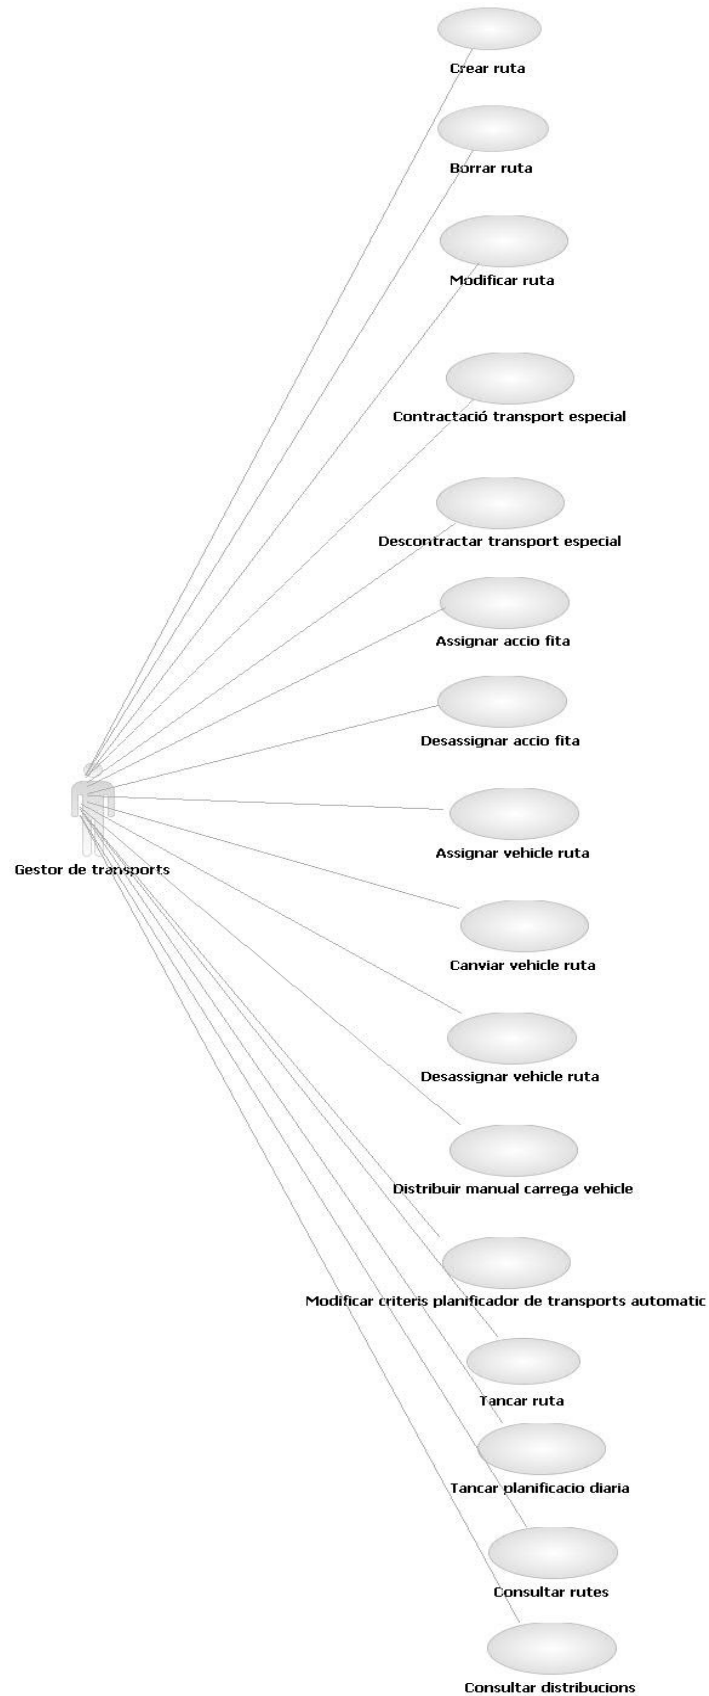 Crear ruta
Borrar ruta
Modificar ruta
Contractació transport especial
Descontractar transport especial
Assignar accio fita
Desassignar accio fita
Assignar vehicle ruta
Gestor de transports
Canviar vehicle ruta
Desassignar vehicle ruta
Distribuir manual carrega vehicle
Modificar criteris planificador de transports automatic
Tancar ruta
Tancar planificacio diaria
Consultar rutes
Consultar distribucions